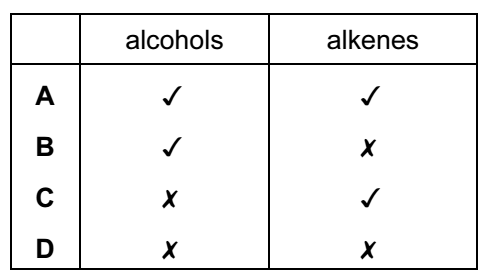 alcohols alkenes
A ✓ ✓
B ✓ ✗
C ✗ ✓
D ✗ ✗